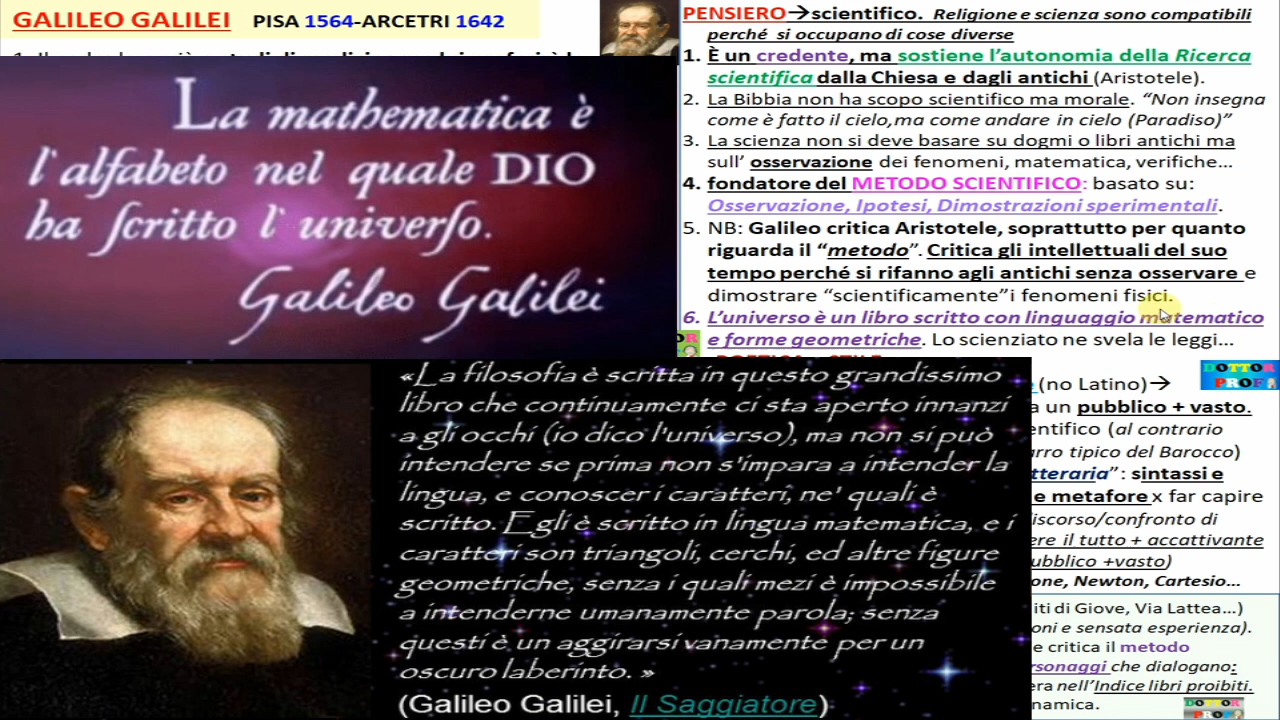 GALILEO GALILEI PISA 1564-ARCETRI 1642
La mathematica è
l'alfabeto nel quale DIO
ha scritto l'universo.
Galileo Galilei
PENSIERO→scientifico. Religione e scienza sono compatibili
perché si occupano di cose diverse
1. È un credente, ma sostiene l'autonomia della Ricerca
scientifica dalla Chiesa e dagli antichi (Aristotele).
2. La Bibbia non ha scopo scientifico ma morale. “Non insegna
come è fatto il cielo,ma come andare in cielo (Paradiso)”
3. La scienza non si deve basare su dogmi o libri antichi ma
sull’ osservazione dei fenomeni, matematica, verifiche…
4. fondatore del METODO SCIENTIFICO: basato su:
Osservazione, Ipotesi, Dimostrazioni sperimentali.
5. NB: Galileo critica Aristotele, soprattutto per quanto
riguarda il “metodo”. Critica gli intellettuali del suo
tempo perché si rifanno agli antichi senza osservare e
dimostrare “scientificamente”i fenomeni fisici.
6. L’universo è un libro scritto con linguaggio matematico
e forme geometriche. Lo scienziato ne svela le leggi…
«La filosofia è scritta in questo grandissimo
libro che continuamente ci sta aperto innanzi
a gli occhi (io dico l'universo), ma non si può
intendere se prima non s'impara a intender la
lingua, e conoscer i caratteri, ne' quali è
scritto. Egli è scritto in lingua matematica, e i
caratteri son triangoli, cerchi, ed altre figure
geometriche, senza i quali mezi è impossibile
a intenderne umanamente parola; senza
questi è un aggirarsi vanamente per un
oscuro laberinto. »
(Galileo Galilei, Il Saggiatore)
(no Latino)→
DOTTOR
PROF
un pubblico + vasto.
entifico (al contrario
arro tipico del Barocco)
tteraria”: sintassi e
e metafore x far capire
iscorso/confronto di
ere il tutto + accattivante
ubblico +vasto)
one, Newton, Cartesio…
iti di Giove, Via Lattea…)
oni e sensata esperienza).
e critica il metodo
rsonaggi che dialogano:
era nell’Indice libri proibiti.
namica.
DOTTOR
PROF